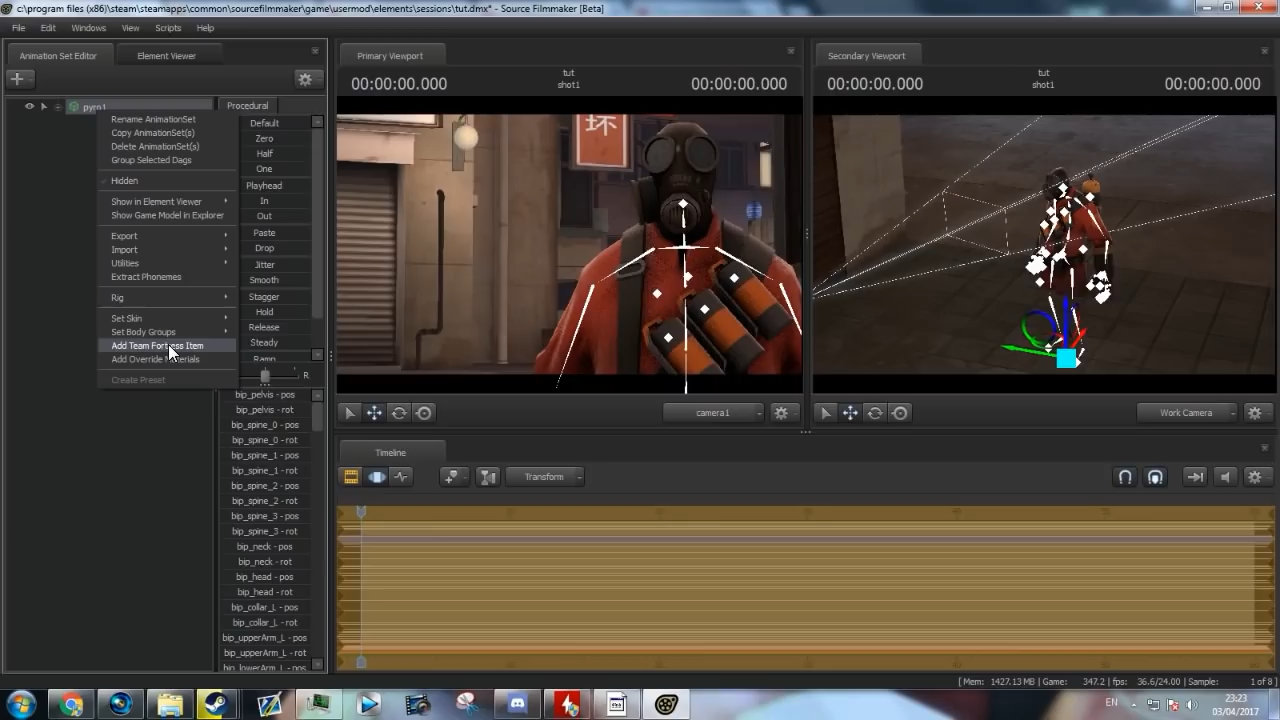 c:\program files (x86)\steam\steamapps\common\sourcefilmmaker\game\usermod\elements\sessions\tut.dmx* - Source Filmmaker [Beta]
File Edit Windows View Scripts Help
Animation Set Editor Element Viewer
Primary Viewport
Secondary Viewport
00:00:00.000 tut 00:00:00.000
shot1
00:00:00.000 tut 00:00:00.000
shot1
pyro1
Rename AnimationSet
Copy AnimationSet(s)
Delete AnimationSet(s)
Group Selected Dags
Hidden
Show in Element Viewer
Show Game Model in Explorer
Export
Import
Utilities
Extract Phonemes
Rig
Set Skin
Set Body Groups
Add Team Fortress Item
Add Override Materials
Create Preset
Procedural
Default
Zero
Half
One
Playhead
In
Out
Paste
Drop
Jitter
Smooth
Stagger
Hold
Release
Steady
Ramp
R
bip_pelvis - pos
bip_pelvis - rot
bip_spine_0 - pos
bip_spine_0 - rot
bip_spine_1 - pos
bip_spine_1 - rot
bip_spine_2 - pos
bip_spine_2 - rot
bip_spine_3 - pos
bip_spine_3 - rot
bip_neck - pos
bip_neck - rot
bip_head - pos
bip_head - rot
bip_collar_L - pos
bip_collar_L - rot
bip_upperArm_L - pos
bip_upperArm_L - rot
bip_lowerArm_L - pos
环
camera1
Work Camera
Timeline
Transform
Mem: 1427.13 MB | Game: 347.2 | fps: 36.6/24.00 | Sample: 1 of 8
EN
23:23
03/04/2017